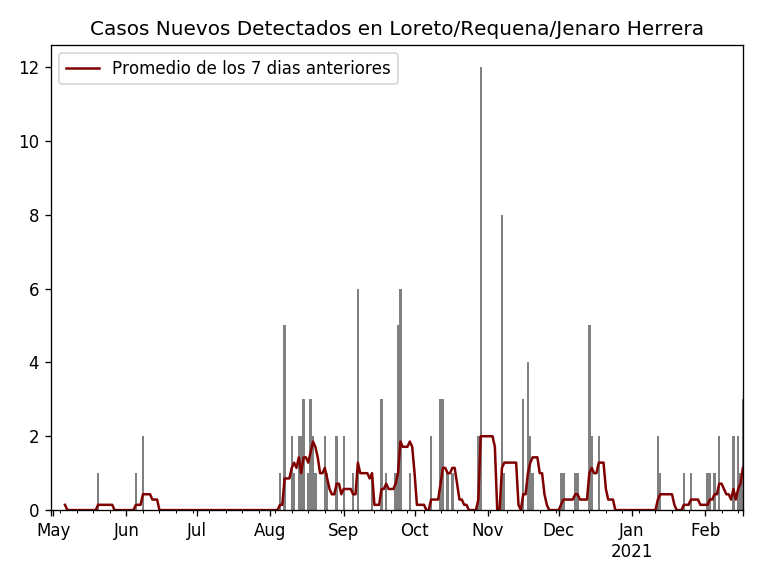 Casos Nuevos Detectados en Loreto/Requena/Jenaro Herrera
Promedio de los 7 dias anteriores
12
10
8
6
4
2
0
May Jun Jul Aug Sep Oct Nov Dec Jan Feb
2021